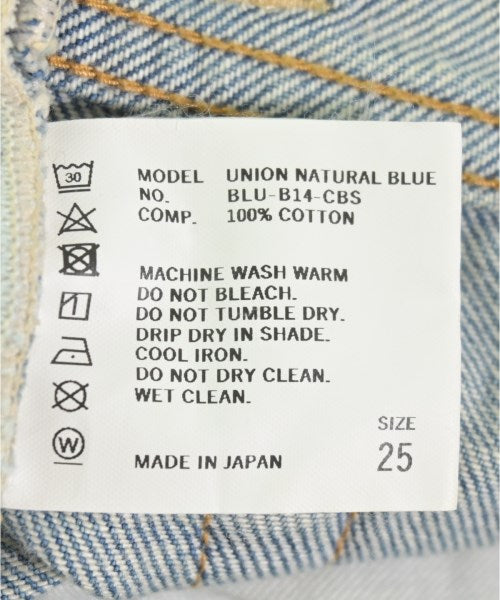 30
MODEL UNION NATURAL BLUE
NO. BLU-B14-CBS
COMP. 100% COTTON
MACHINE WASH WARM
DO NOT BLEACH.
DO NOT TUMBLE DRY.
DRIP DRY IN SHADE.
COOL IRON.
DO NOT DRY CLEAN.
WET CLEAN.
W
SIZE
25
MADE IN JAPAN